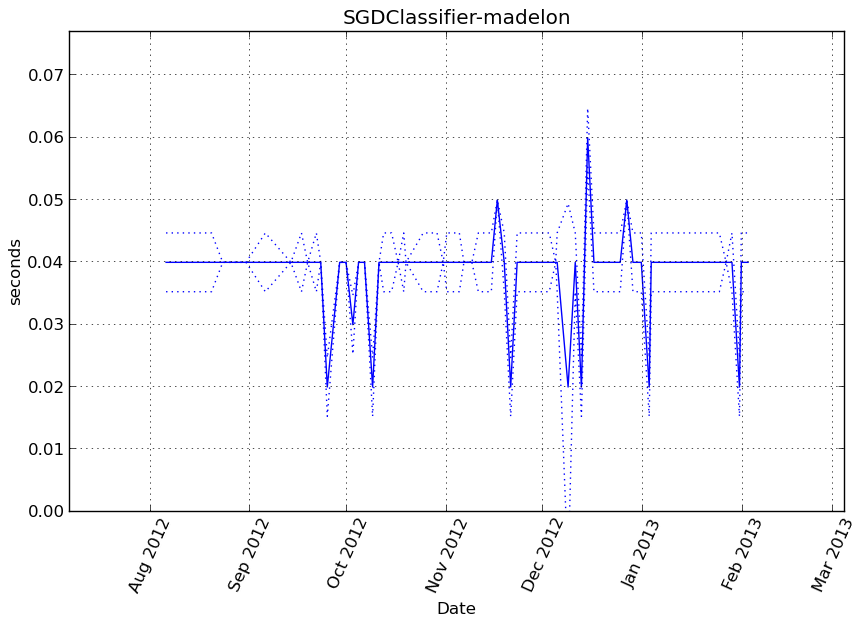 SGDClassifier-madelon
0.07
0.06
0.05
0.04
0.03
0.02
0.01
0.00
seconds
Aug 2012
Sep 2012
Oct 2012
Nov 2012
Dec 2012
Jan 2013
Feb 2013
Mar 2013
Date